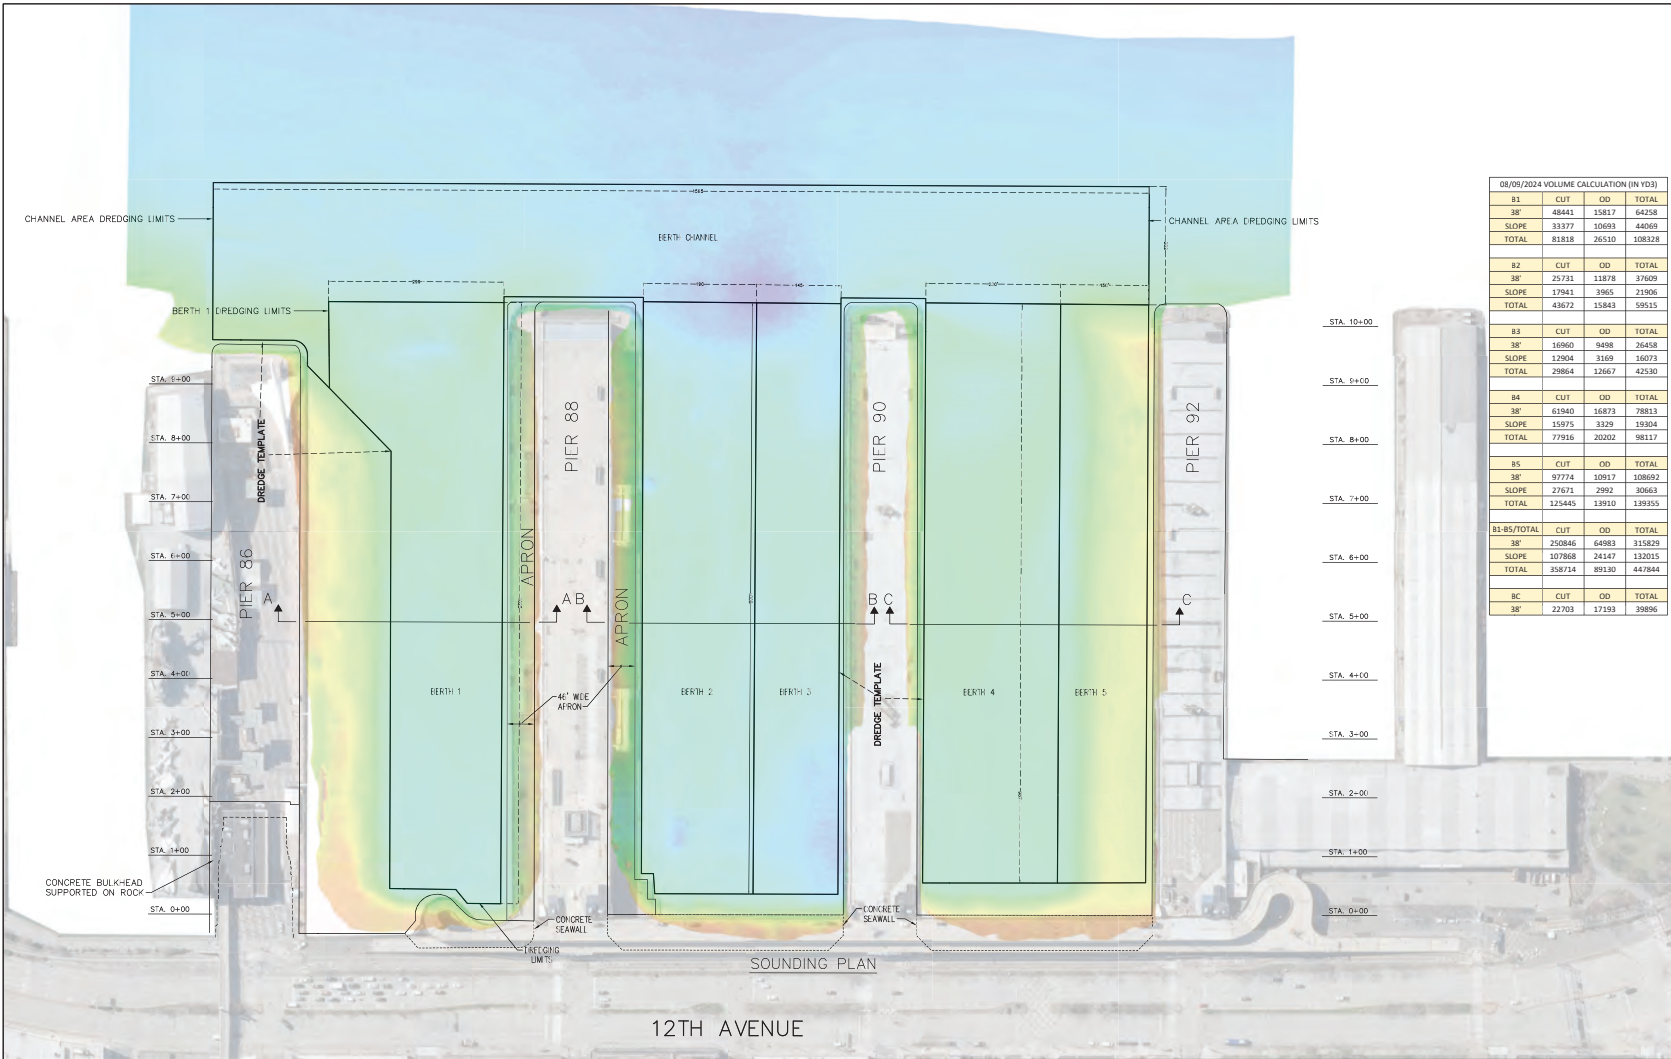 CHANNEL AREA DREDGING LIMITS
CHANNEL AREA DREDGING LIMITS
BERTH CHANNEL
BERTH 1 DREDGING LIMITS
STA. 9+00
STA. 8+00
STA. 7+00
STA. 6+00
STA. 5+00
STA. 4+00
STA. 3+00
STA. 2+00
STA. 1+00
STA. 0+00
DREDGE TEMPLATE
PIER 86
CONCRETE BULKHEAD
SUPPORTED ON ROCK
A
A
B
B
C
C
BERTH 1
APRON
PIER 88
APRON
46' WIDE
APRON
BERTH 2
BERTH 3
PIER 90
DREDGE TEMPLATE
BERTH 4
BERTH 5
PIER 92
CONCRETE
SEAWALL
DREDGING
LIMITS
CONCRETE
SEAWALL
STA. 10+00
STA. 9+00
STA. 8+00
STA. 7+00
STA. 6+00
STA. 5+00
STA. 4+00
STA. 3+00
STA. 2+00
STA. 1+00
STA. 0+00
SOUNDING PLAN
12TH AVENUE
08/09/2024 VOLUME CALCULATION (IN YD3)
B1 CUT OD TOTAL
38' 48441 15817 64258
SLOPE 33377 10693 44069
TOTAL 81818 26510 108328
B2 CUT OD TOTAL
38' 25731 11878 37609
SLOPE 17941 3965 21906
TOTAL 43672 15843 59515
B3 CUT OD TOTAL
38' 16960 9498 26458
SLOPE 12904 3169 16073
TOTAL 29864 12667 42530
B4 CUT OD TOTAL
38' 61940 16873 78813
SLOPE 15975 3329 19304
TOTAL 77916 20202 98117
B5 CUT OD TOTAL
38' 97774 10917 108692
SLOPE 27671 2992 30663
TOTAL 125445 13910 139355
B1-B5/TOTAL CUT OD TOTAL
38' 250846 64983 315829
SLOPE 107868 24147 132015
TOTAL 358714 89130 447844
BC CUT OD TOTAL
38' 22703 17193 39896